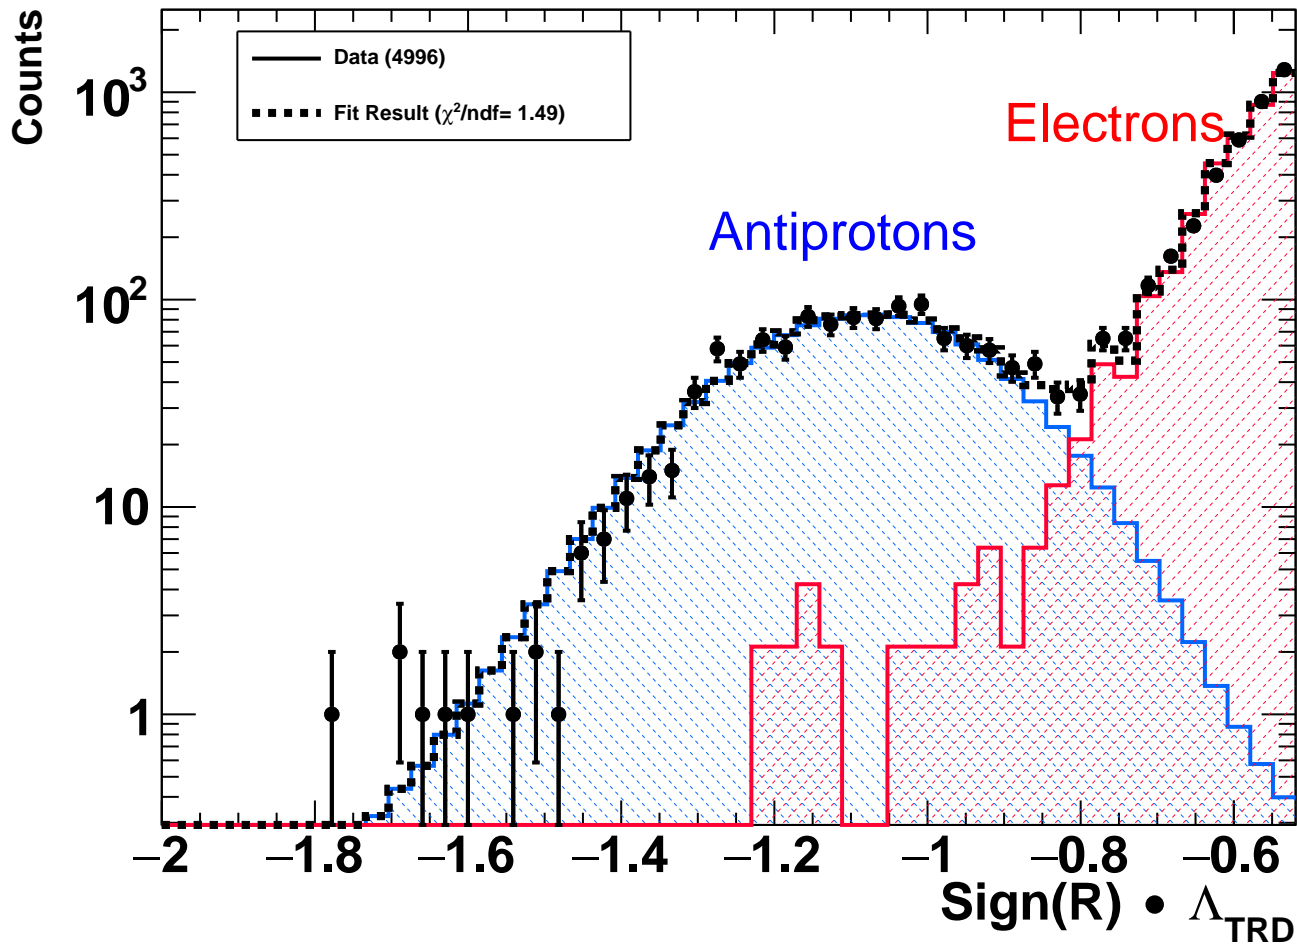 Counts
Data (4996)
Fit Result (χ²/ndf= 1.49)
Electrons
Antiprotons
10³
10²
10
1
−2 −1.8 −1.6 −1.4 −1.2 −1 −0.8 −0.6
Sign(R) • Λ_TRD